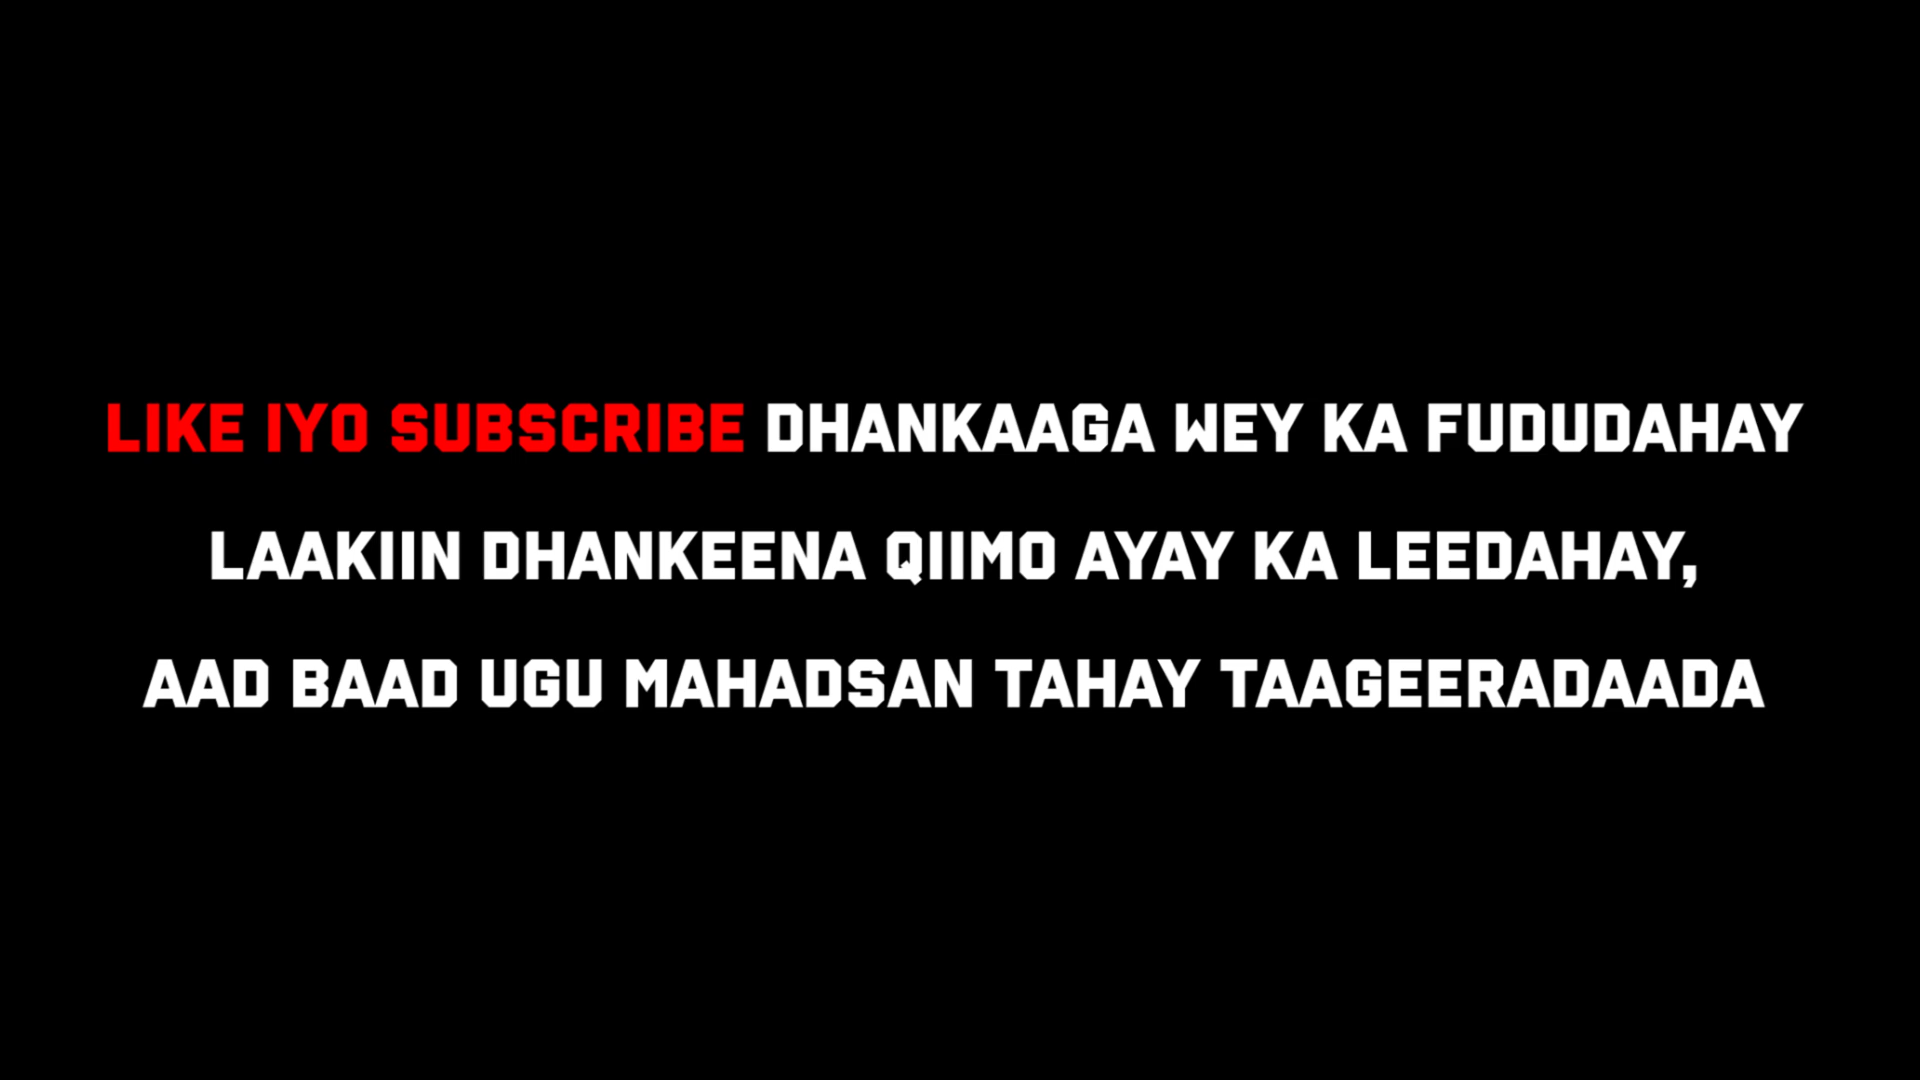 LIKE IYO SUBSCRIBE DHANKAAGA WEY KA FUDUDAHAY
LAAKIIN DHANKEENA QIIMO AYAY KA LEEDAHAY,
AAD BAAD UGU MAHADSAN TAHAY TAAGEERADAADA